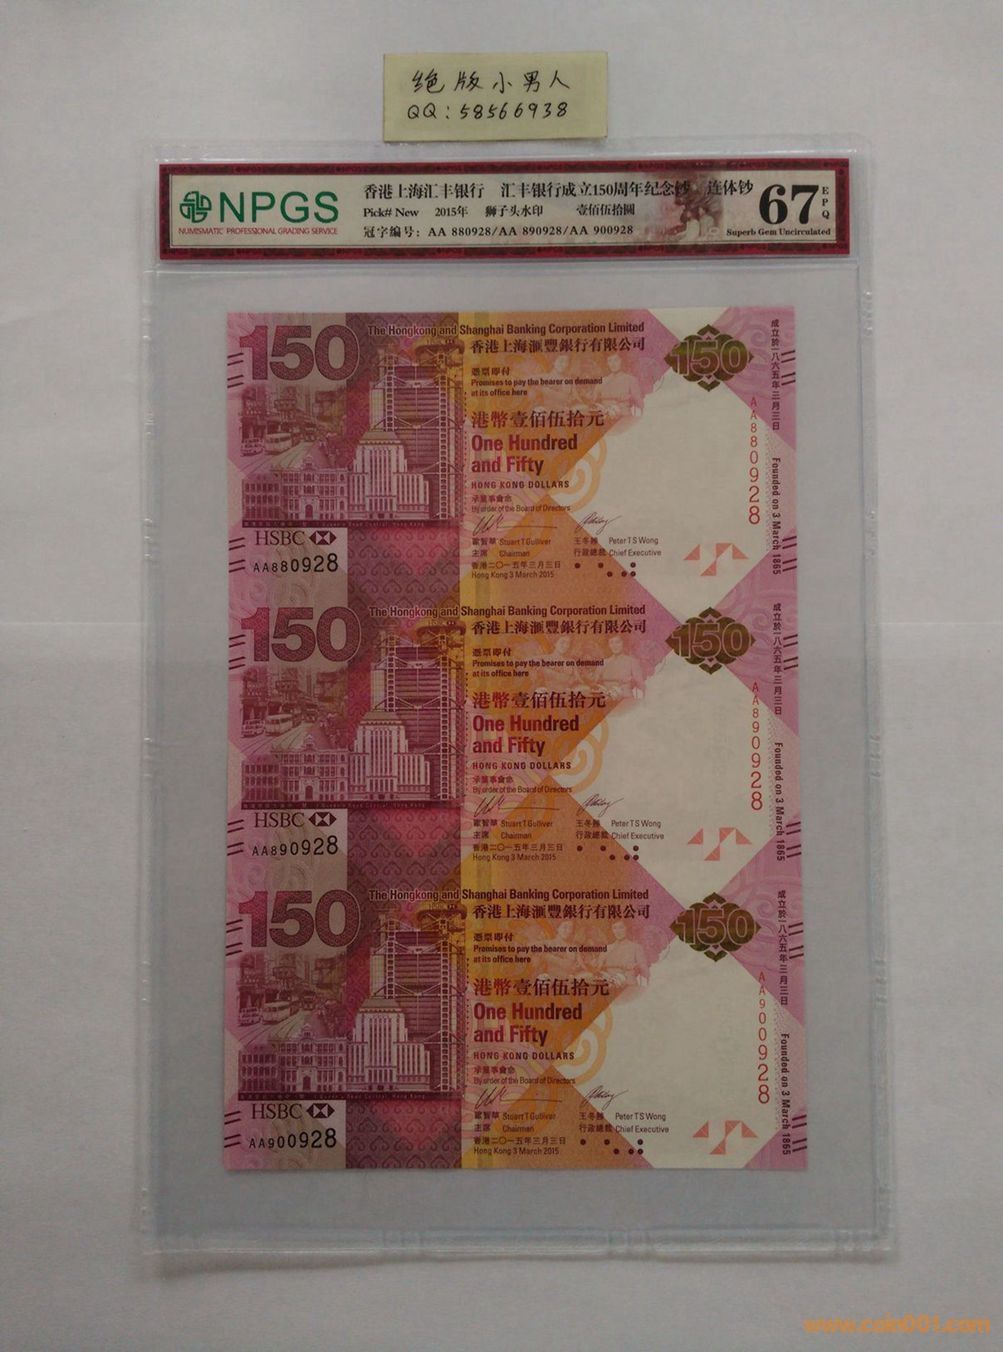 绝版小男人
QQ:58566938
NPGS
NUMISMATIC PROFESSIONAL GRADING SERVICE
香港上海汇丰银行 汇丰银行成立150周年纪念钞 连体钞
Pick# New 2015年 狮子头水印 壹佰伍拾圆
冠字编号: AA 880928/AA 890928/AA 900928
67
EPQ
Superb Gem Uncirculated
150
The Hongkong and Shanghai Banking Corporation Limited
香港上海滙豐銀行有限公司
憑票即付
Promises to pay the bearer on demand
at its office here
港幣壹佰伍拾元
One Hundred
and Fifty
HONG KONG DOLLARS
承董事會命
By order of the Board of Directors
Stuart T Gulliver
主席 Chairman
王冬勝 Peter T S Wong
行政總裁 Chief Executive
香港二〇一五年三月三日
Hong Kong 3 March 2015
HSBC
AA880928
150
成立於一八六五年三月三日
Founded on 3 March 1865
AA880928
150
The Hongkong and Shanghai Banking Corporation Limited
香港上海滙豐銀行有限公司
憑票即付
Promises to pay the bearer on demand
at its office here
港幣壹佰伍拾元
One Hundred
and Fifty
HONG KONG DOLLARS
承董事會命
By order of the Board of Directors
Stuart T Gulliver
主席 Chairman
王冬勝 Peter T S Wong
行政總裁 Chief Executive
香港二〇一五年三月三日
Hong Kong 3 March 2015
HSBC
AA890928
150
成立於一八六五年三月三日
Founded on 3 March 1865
AA890928
150
The Hongkong and Shanghai Banking Corporation Limited
香港上海滙豐銀行有限公司
憑票即付
Promises to pay the bearer on demand
at its office here
港幣壹佰伍拾元
One Hundred
and Fifty
HONG KONG DOLLARS
承董事會命
By order of the Board of Directors
Stuart T Gulliver
主席 Chairman
王冬勝 Peter T S Wong
行政總裁 Chief Executive
香港二〇一五年三月三日
Hong Kong 3 March 2015
HSBC
AA900928
150
成立於一八六五年三月三日
Founded on 3 March 1865
AA900928
www.coin001.com